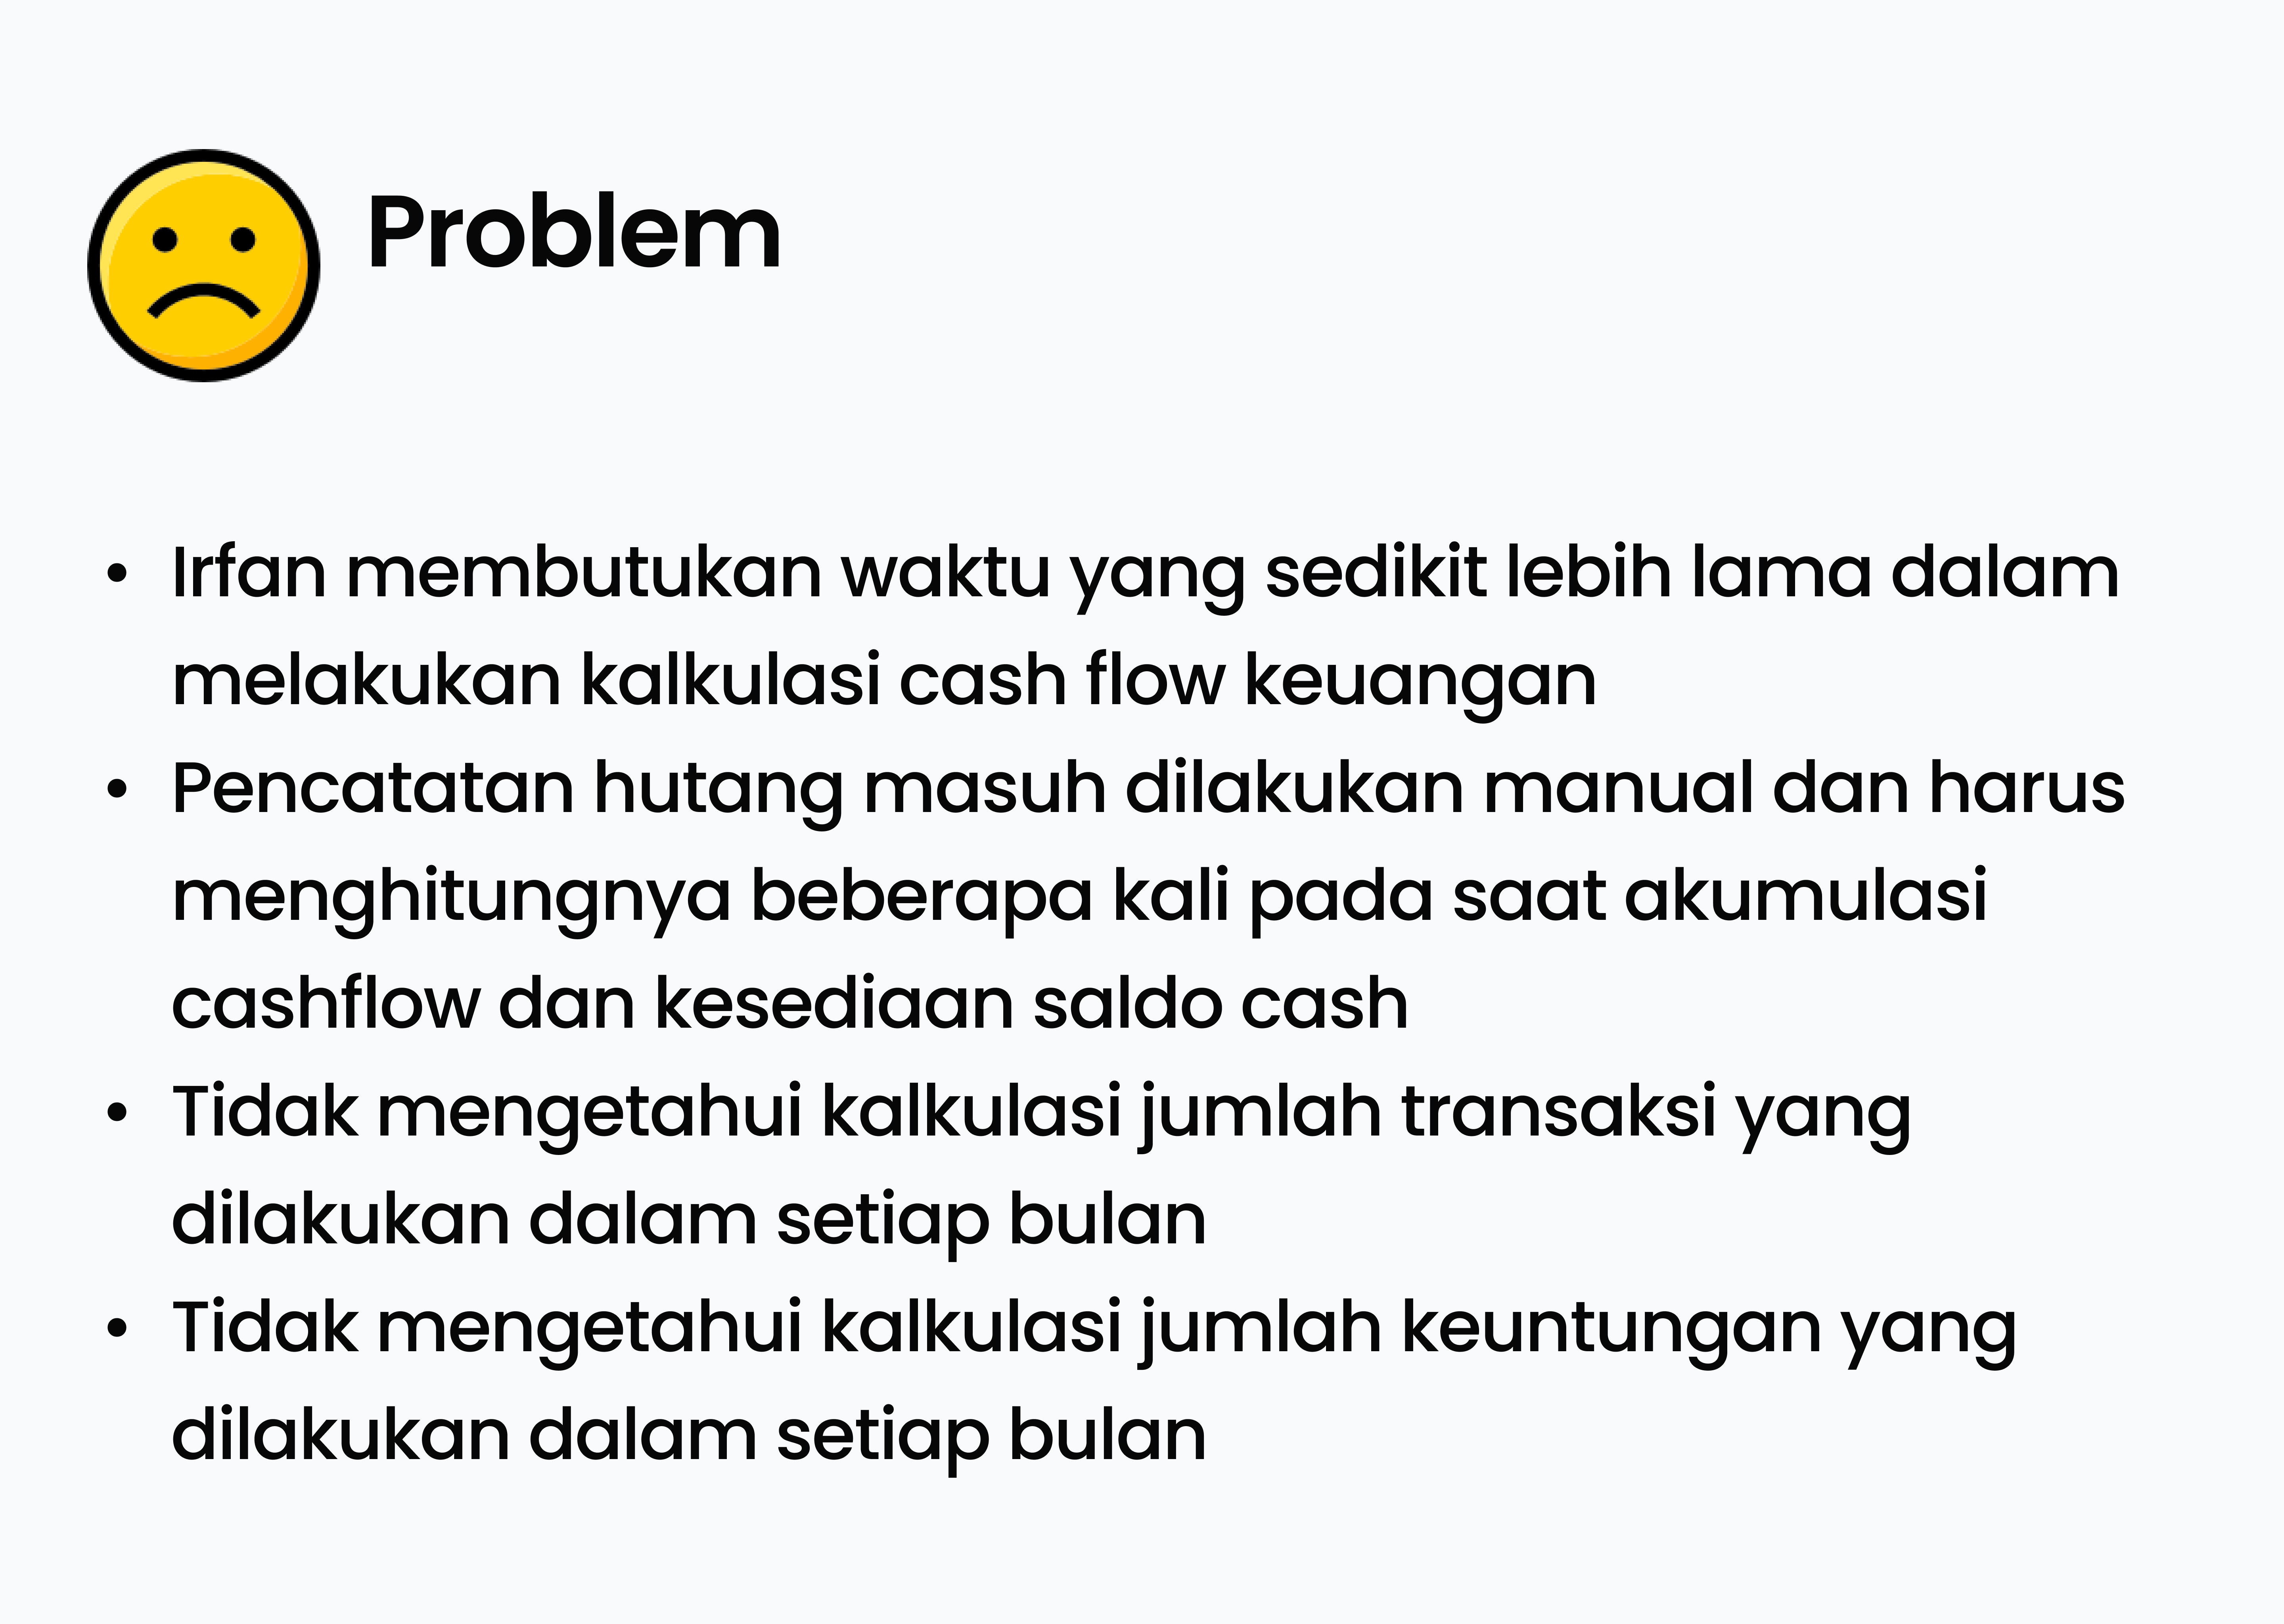 Problem
• Irfan membutukan waktu yang sedikit lebih lama dalam
melakukan kalkulasi cash flow keuangan
• Pencatatan hutang masuh dilakukan manual dan harus
menghitungnya beberapa kali pada saat akumulasi
cashflow dan kesediaan saldo cash
• Tidak mengetahui kalkulasi jumlah transaksi yang
dilakukan dalam setiap bulan
• Tidak mengetahui kalkulasi jumlah keuntungan yang
dilakukan dalam setiap bulan